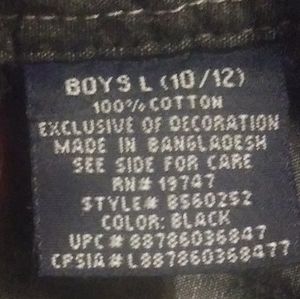 BOYS L (10/12)
100% COTTON
EXCLUSIVE OF DECORATION
MADE IN BANGLADESH
SEE SIDE FOR CARE
RN# 19747
STYLE# B560252
COLOR: BLACK
UPC # 88786036847
CPSIA# L887860368477